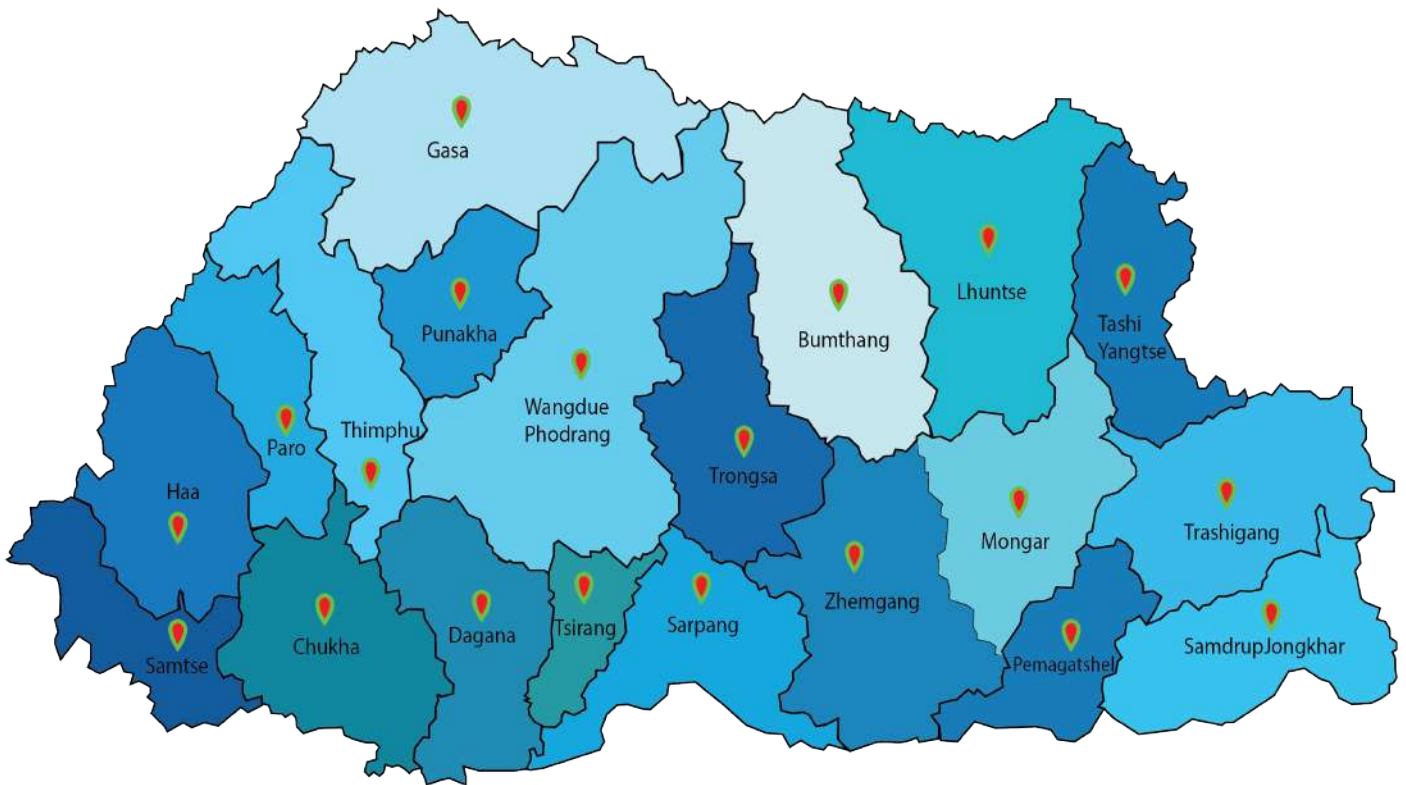 Gasa
Punakha
Lhuntse
Bumthang
Tashi
Yangtse
Wangdue
Phodrang
Thimphu
Paro
Trongsa
Haa
Mongar
Trashigang
Zhemgang
Sarpang
Tsirang
Dagana
Chukha
Samtse
Pemagatshel
SamdrupJongkhar